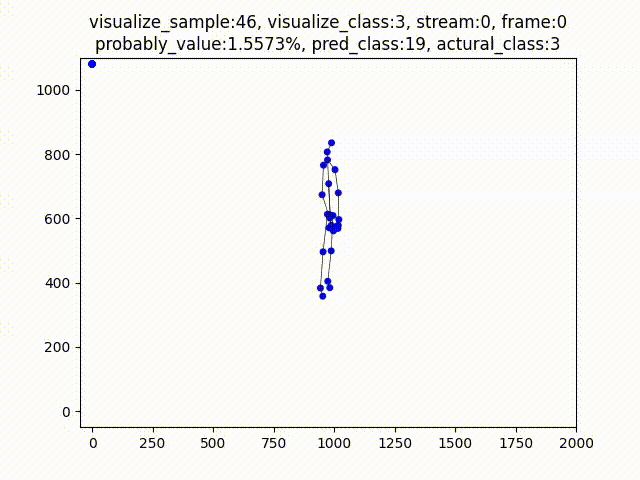 visualize_sample:46, visualize_class:3, stream:0, frame:0
probably_value:1.5573%, pred_class:19, actural_class:3
1000
800
600
400
200
0
0 250 500 750 1000 1250 1500 1750 2000